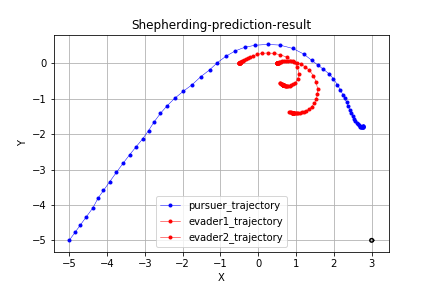 Shepherding-prediction-result
Y
0
−1
−2
−3
−4
−5
pursuer_trajectory
evader1_trajectory
evader2_trajectory
−5 −4 −3 −2 −1 0 1 2 3
X